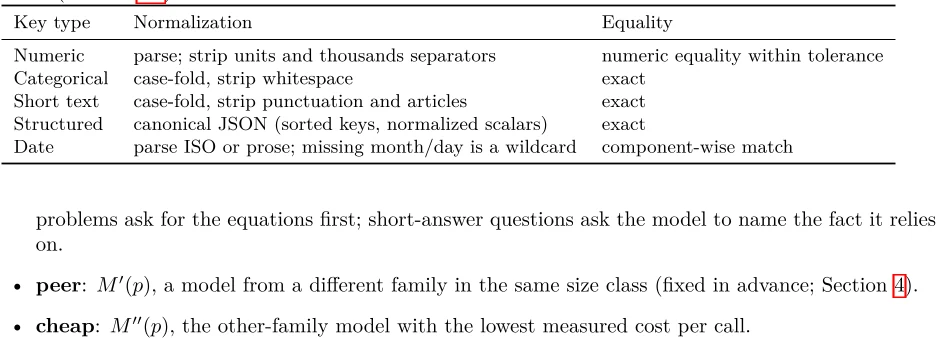 Key type Normalization Equality
Numeric parse; strip units and thousands separators numeric equality within tolerance
Categorical case-fold, strip whitespace exact
Short text case-fold, strip punctuation and articles exact
Structured canonical JSON (sorted keys, normalized scalars) exact
Date parse ISO or prose; missing month/day is a wildcard component-wise match
problems ask for the equations first; short-answer questions ask the model to name the fact it relies
on.
• peer: M′(p), a model from a different family in the same size class (fixed in advance; Section 4).
• cheap: M″(p), the other-family model with the lowest measured cost per call.